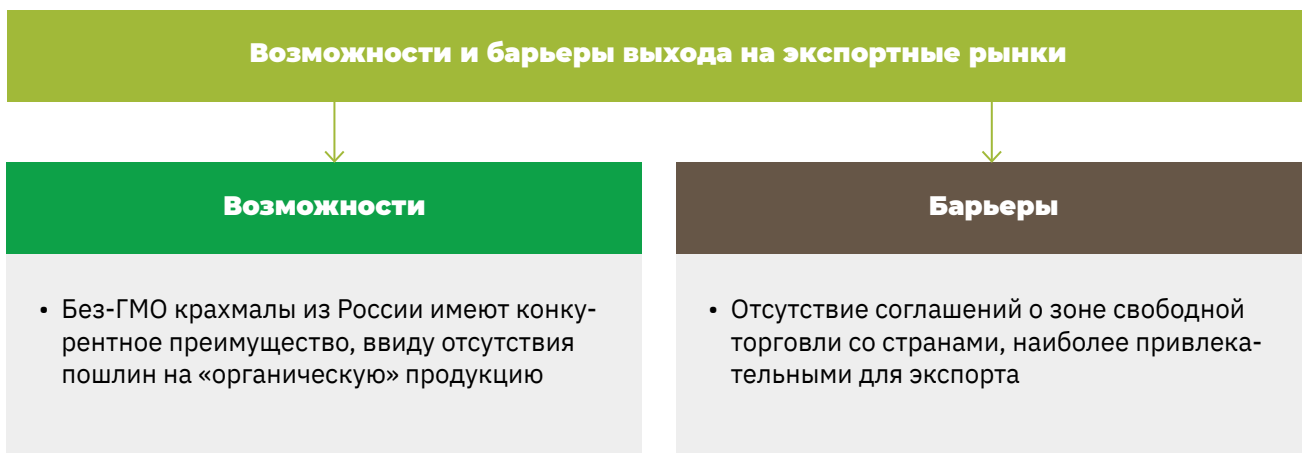 Возможности и барьеры выхода на экспортные рынки
Возможности
• Без-ГМО крахмалы из России имеют конку-
рентное преимущество, ввиду отсутствия
пошлин на «органическую» продукцию
Барьеры
• Отсутствие соглашений о зоне свободной
торговли со странами, наиболее привлека-
тельными для экспорта